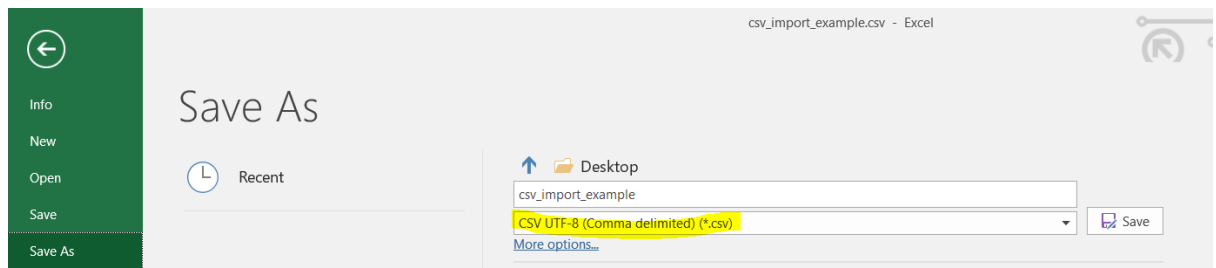 csv_import_example.csv - Excel
Info
New
Open
Save
Save As
Save As
Recent
Desktop
csv_import_example
CSV UTF-8 (Comma delimited) (*.csv)
Save
More options...